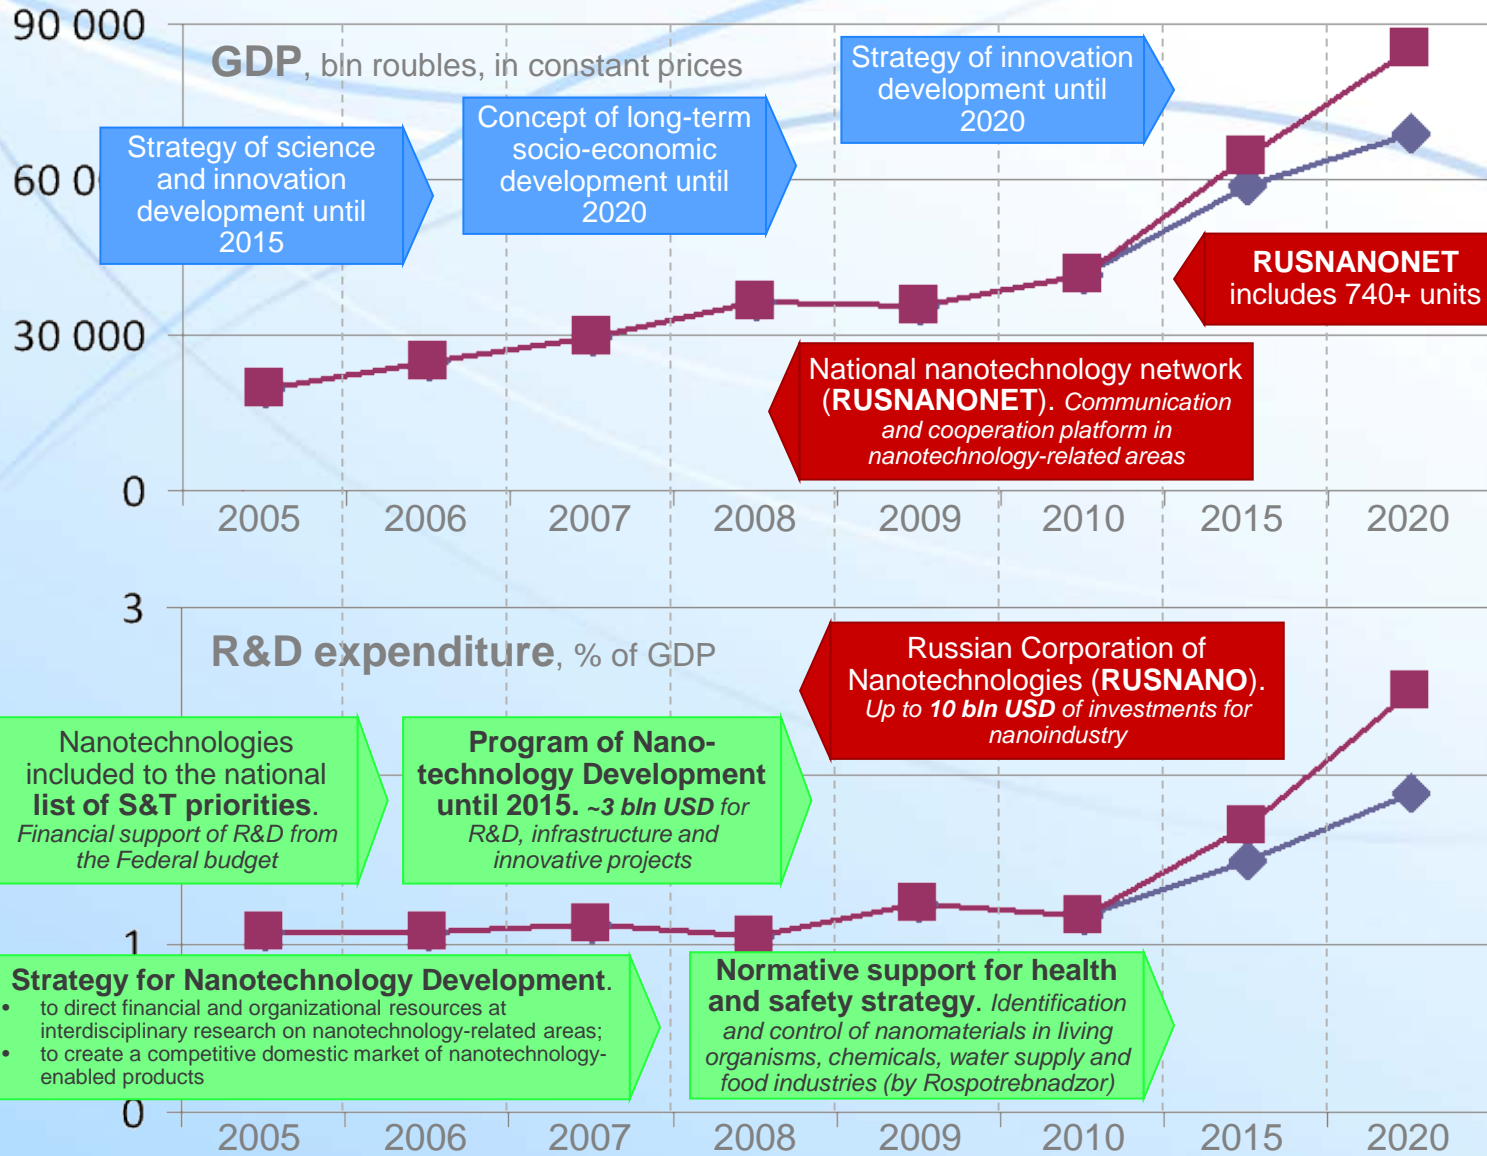 90 000
GDP, bln roubles, in constant prices
Strategy of innovation
development until
2020
Concept of long-term
socio-economic
development until
2020
Strategy of science
and innovation
development until
2015
60 0
RUSNANONET
includes 740+ units
30 000
National nanotechnology network
(RUSNANONET). Communication
and cooperation platform in
nanotechnology-related areas
0
2005 2006 2007 2008 2009 2010 2015 2020
3
R&D expenditure, % of GDP
Russian Corporation of
Nanotechnologies (RUSNANO).
Up to 10 bln USD of investments for
nanoindustry
Nanotechnologies
included to the national
list of S&T priorities.
Financial support of R&D from
the Federal budget
Program of Nano-
technology Development
until 2015. ~3 bln USD for
R&D, infrastructure and
innovative projects
1
Strategy for Nanotechnology Development.
• to direct financial and organizational resources at
interdisciplinary research on nanotechnology-related areas;
• to create a competitive domestic market of nanotechnology-
enabled products
Normative support for health
and safety strategy. Identification
and control of nanomaterials in living
organisms, chemicals, water supply and
food industries (by Rospotrebnadzor)
0
2005 2006 2007 2008 2009 2010 2015 2020